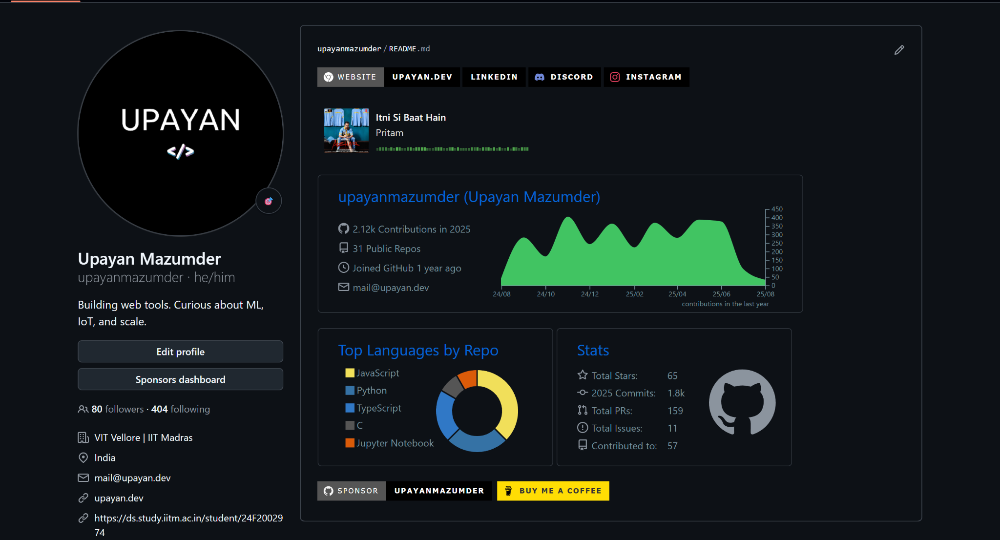 UPAYAN
</>
Upayan Mazumder
upayanmazumder · he/him
Building web tools. Curious about ML,
IoT, and scale.
Edit profile
Sponsors dashboard
80 followers · 404 following
VIT Vellore | IIT Madras
India
mail@upayan.dev
upayan.dev
https://ds.study.iitm.ac.in/student/24F20029
74
upayanmazumder / README.md
WEBSITE UPAYAN.DEV LINKEDIN DISCORD INSTAGRAM
Itni Si Baat Hain
Pritam
AZHAR
upayanmazumder (Upayan Mazumder)
2.12k Contributions in 2025
31 Public Repos
Joined GitHub 1 year ago
mail@upayan.dev
450
400
350
300
250
200
150
100
50
0
24/08 24/10 24/12 25/02 25/04 25/06 25/08
contributions in the last year
Top Languages by Repo
JavaScript
Python
TypeScript
C
Jupyter Notebook
Stats
Total Stars: 65
2025 Commits: 1.8k
Total PRs: 159
Total Issues: 11
Contributed to: 57
SPONSOR UPAYANMAZUMDER BUY ME A COFFEE